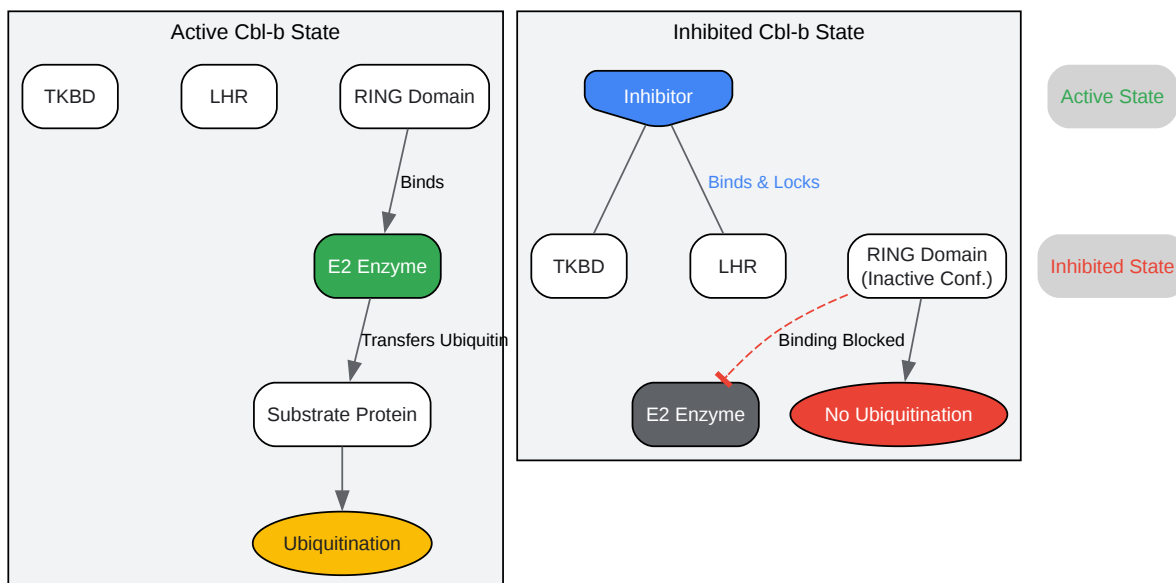 Active Cbl-b State
TKBD
LHR
RING Domain
Binds
E2 Enzyme
Transfers Ubiquitin
Substrate Protein
Ubiquitination
Inhibited Cbl-b State
Inhibitor
Binds & Locks
TKBD
LHR
RING Domain
(Inactive Conf.)
Binding Blocked
E2 Enzyme
No Ubiquitination
Active State
Inhibited State